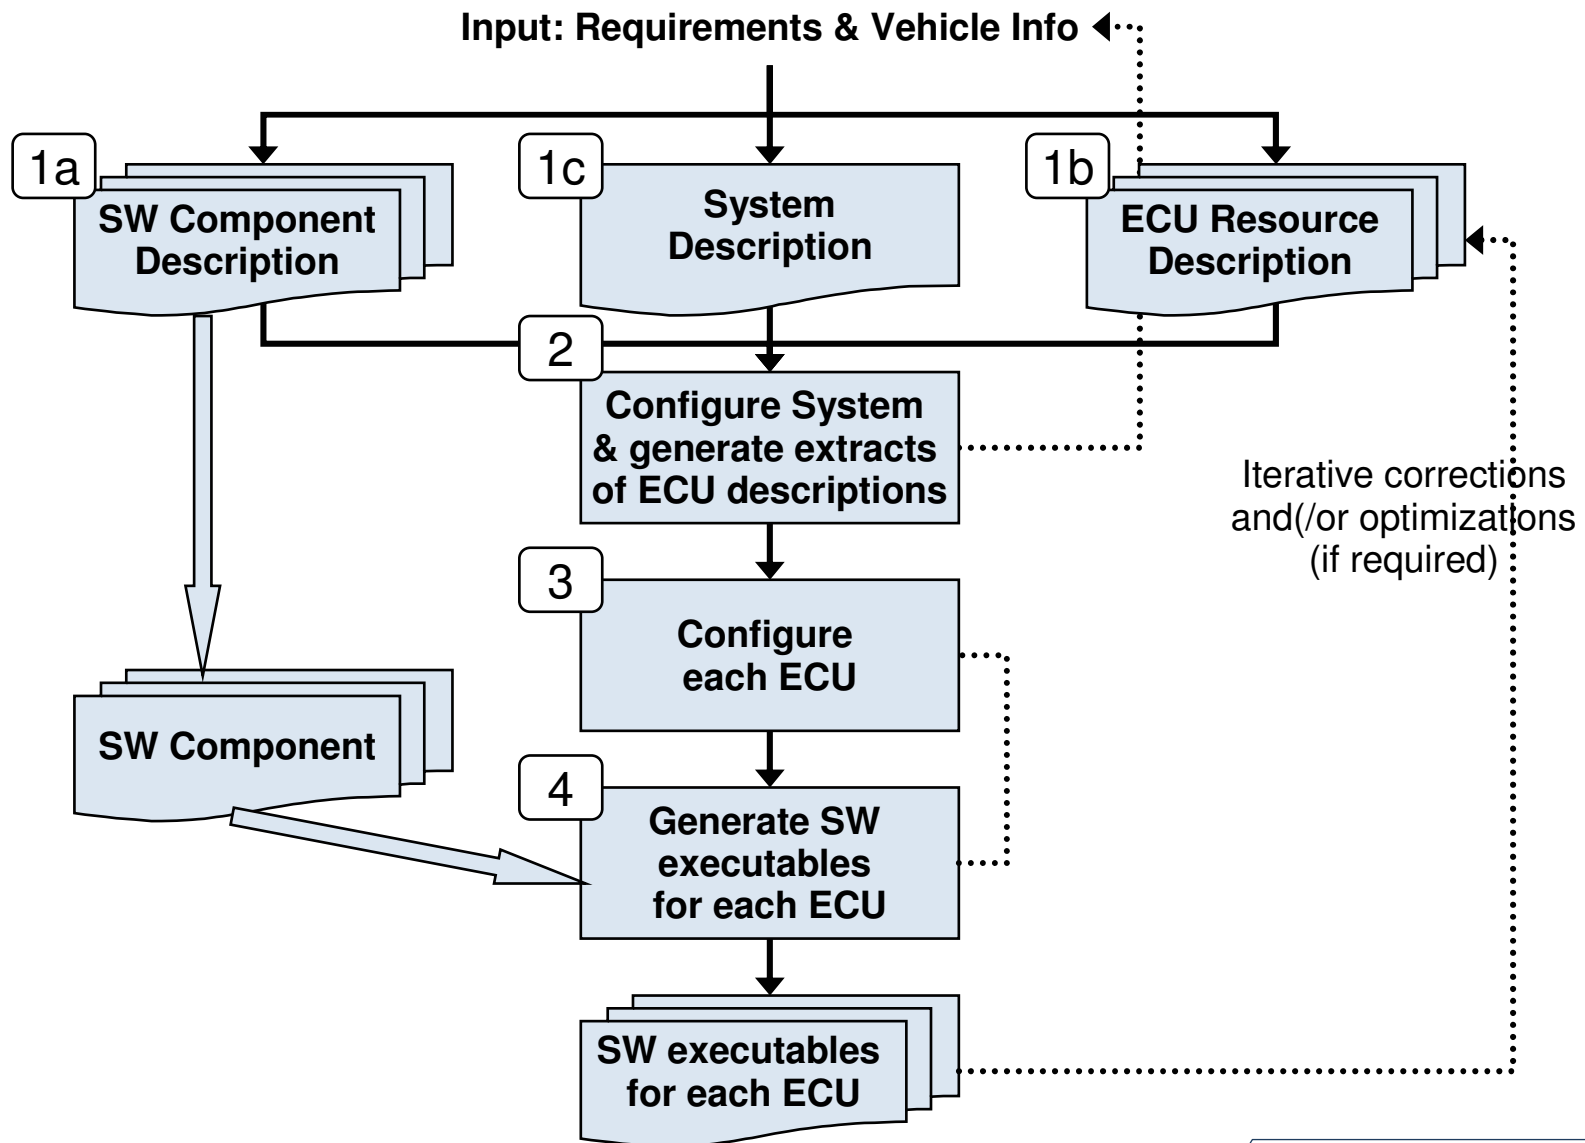 Input: Requirements & Vehicle Info
1a
SW Component
Description
1c
System
Description
1b
ECU Resource
Description
2
Configure System
& generate extracts
of ECU descriptions
Iterative corrections
and(/or optimizations
(if required)
3
Configure
each ECU
SW Component
4
Generate SW
executables
for each ECU
SW executables
for each ECU